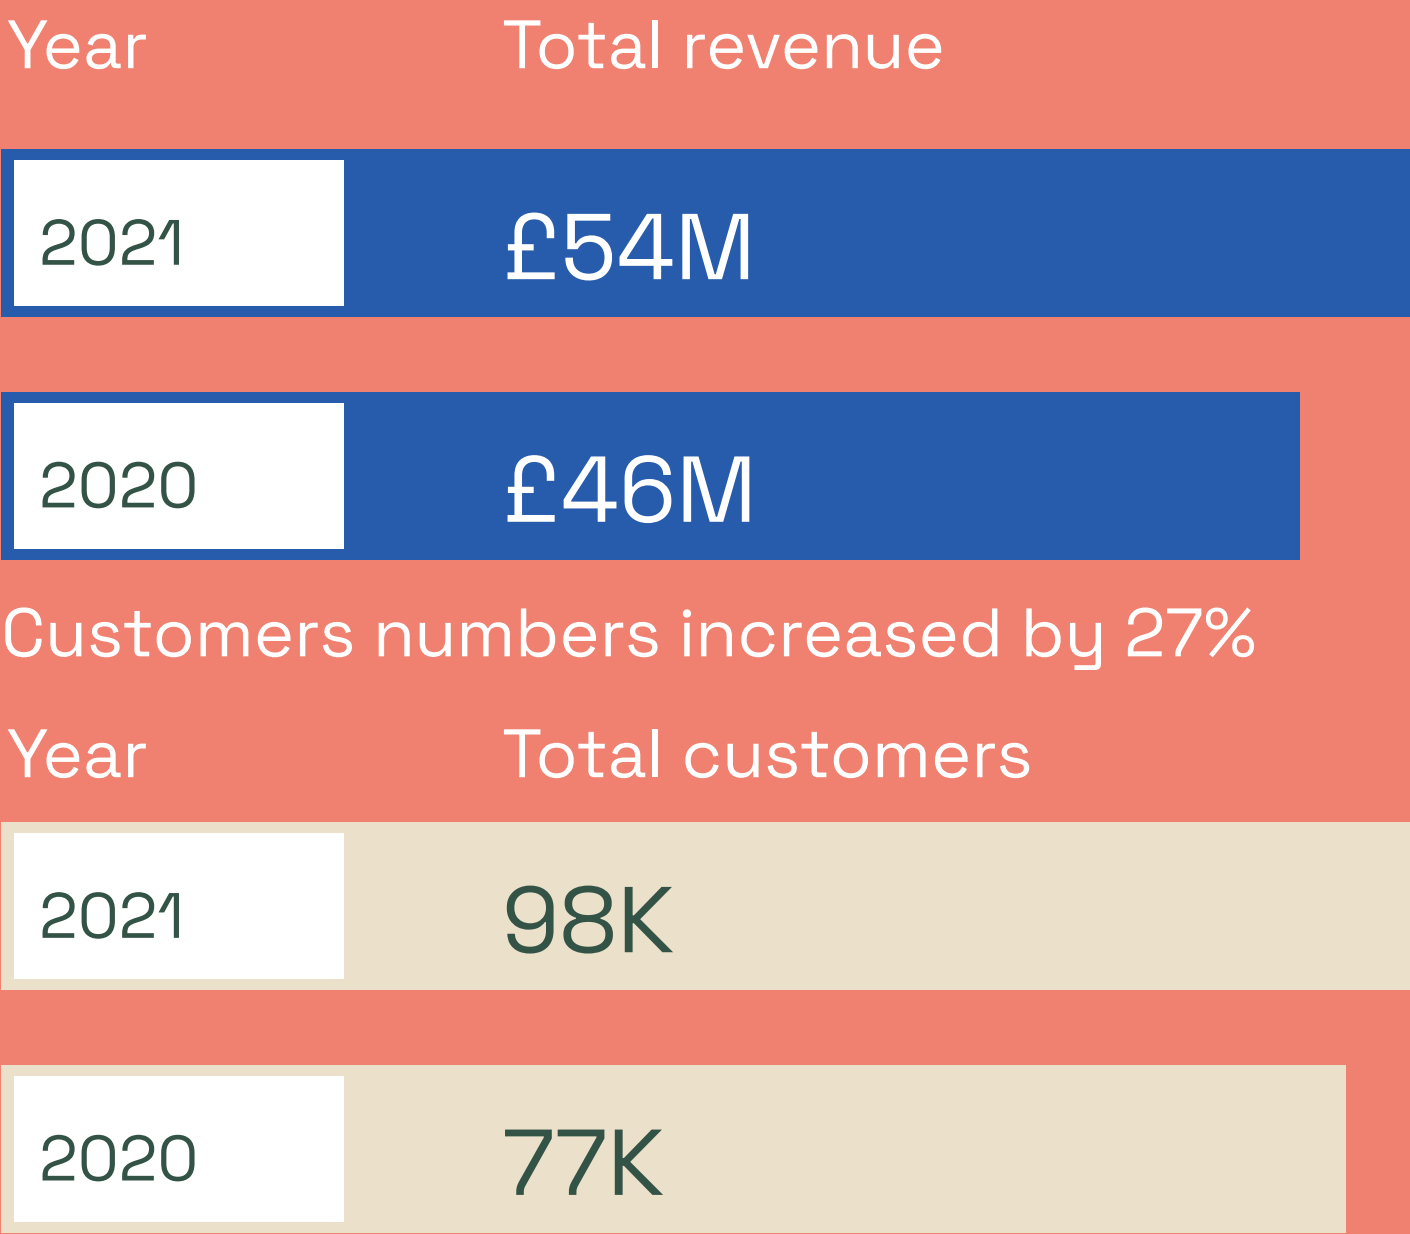 Year Total revenue
2021 £54M
2020 £46M
Customers numbers increased by 27%
Year Total customers
2021 98K
2020 77K